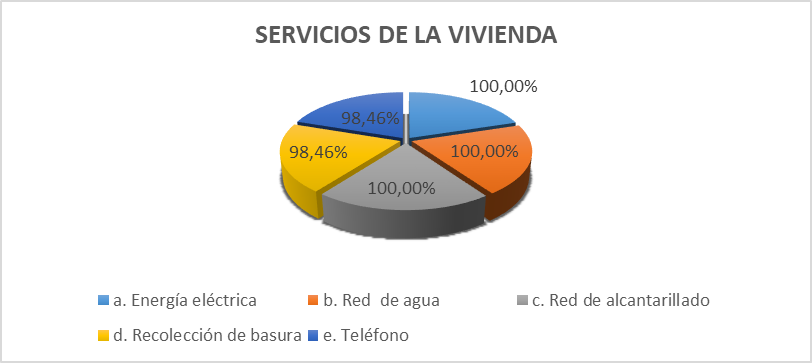 SERVICIOS DE LA VIVIENDA
100,00%
98,46%
100,00%
98,46%
100,00%
a. Energía eléctrica
b. Red  de agua
c. Red de alcantarillado
d. Recolección de basura
e. Teléfono